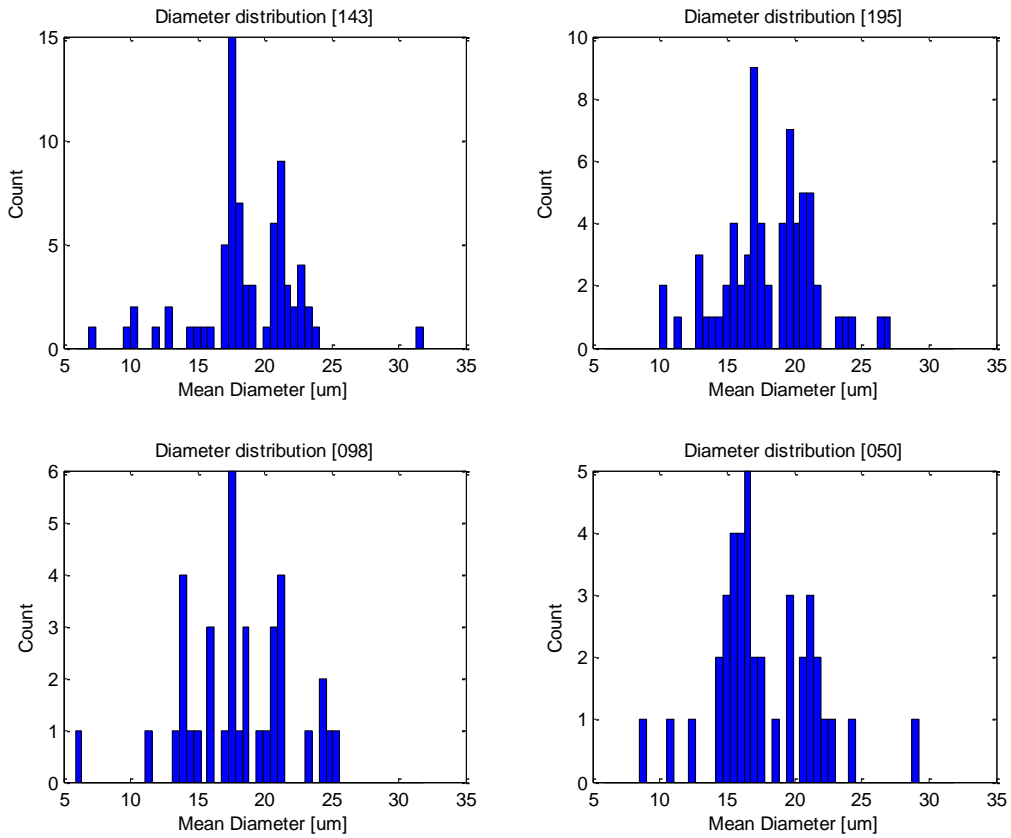 Diameter distribution [143]
15
10
5
0
Count
5 10 15 20 25 30 35
Mean Diameter [um]
Diameter distribution [195]
10
8
6
4
2
0
Count
5 10 15 20 25 30 35
Mean Diameter [um]
Diameter distribution [098]
6
5
4
3
2
1
0
Count
5 10 15 20 25 30 35
Mean Diameter [um]
Diameter distribution [050]
5
4
3
2
1
0
Count
5 10 15 20 25 30 35
Mean Diameter [um]